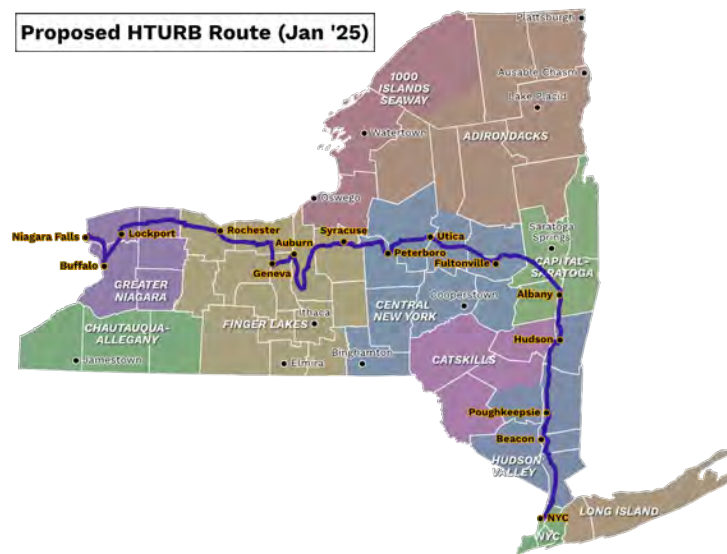 Proposed HTURB Route (Jan '25)
Plattsburgh
1000
ISLANDS
SEAWAY
Ausable Chasm
Lake Placid
Watertown
ADIRONDACKS
Oswego
Niagara Falls
Lockport
Rochester
Syracuse
Utica
Saratoga
Springs
Auburn
Peterboro
Buffalo
Geneva
Fultonville
CAPITAL-
SARATOGA
GREATER
NIAGARA
Albany
CENTRAL
NEW YORK
Cooperstown
CHAUTAUQUA-
ALLEGANY
FINGER LAKES
Ithaca
Hudson
Jamestown
Elmira
Binghamton
CATSKILLS
Poughkeepsie
Beacon
HUDSON
VALLEY
NYC
LONG ISLAND
NYC